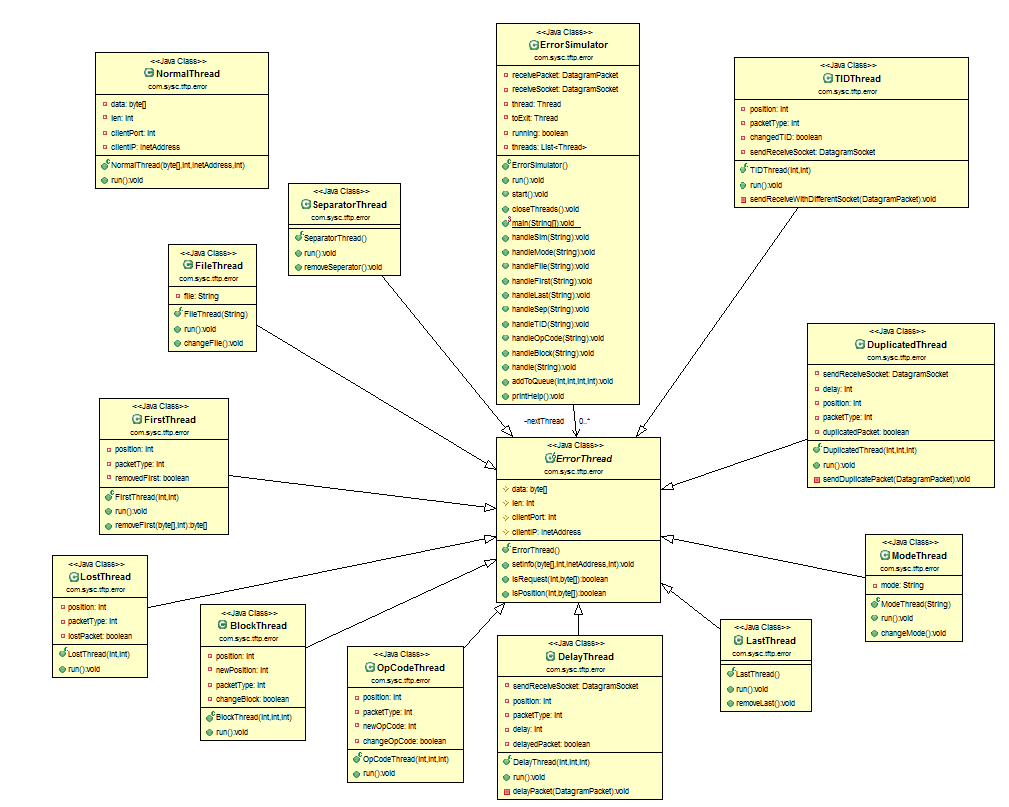 <<Java Class>>
NormalThread
com.sysc.tftp.error
data: byte[]
len: int
clientPort: int
clientIP: InetAddress
NormalThread(byte[],int,InetAddress,int)
run():void
<<Java Class>>
SeparatorThread
com.sysc.tftp.error
SeparatorThread()
run():void
removeSeperator():void
<<Java Class>>
FileThread
com.sysc.tftp.error
file: String
FileThread(String)
run():void
changeFile():void
<<Java Class>>
ErrorSimulator
com.sysc.tftp.error
receivePacket: DatagramPacket
receiveSocket: DatagramSocket
thread: Thread
toExit: Thread
running: boolean
threads: List<Thread>
ErrorSimulator()
run():void
start():void
closeThreads():void
main(String[]):void
handleSim(String):void
handleMode(String):void
handleFile(String):void
handleFirst(String):void
handleLast(String):void
handleSep(String):void
handleTID(String):void
handleOpCode(String):void
handleBlock(String):void
handle(String):void
addToQueue(int,int,int,int):void
printHelp():void
<<Java Class>>
TIDThread
com.sysc.tftp.error
position: int
packetType: int
changedTID: boolean
sendReceiveSocket: DatagramSocket
TIDThread(int,int)
run():void
sendReceiveWithDifferentSocket(DatagramPacket):void
<<Java Class>>
DuplicatedThread
com.sysc.tftp.error
sendReceiveSocket: DatagramSocket
delay: int
position: int
packetType: int
duplicatedPacket: boolean
DuplicatedThread(int,int,int)
run():void
sendDuplicatePacket(DatagramPacket):void
-nextThread 0..*
<<Java Class>>
ErrorThread
com.sysc.tftp.error
data: byte[]
len: int
clientPort: int
clientIP: InetAddress
ErrorThread()
setInfo(byte[],int,InetAddress,int):void
isRequest(int,byte[]):boolean
isPosition(int,byte[]):boolean
<<Java Class>>
FirstThread
com.sysc.tftp.error
position: int
packetType: int
removedFirst: boolean
FirstThread(int,int)
run():void
removeFirst(byte[],int):byte[]
<<Java Class>>
LostThread
com.sysc.tftp.error
position: int
packetType: int
lostPacket: boolean
LostThread(int,int)
run():void
<<Java Class>>
BlockThread
com.sysc.tftp.error
position: int
newPosition: int
packetType: int
changeBlock: boolean
BlockThread(int,int,int)
run():void
<<Java Class>>
OpCodeThread
com.sysc.tftp.error
position: int
packetType: int
newOpCode: int
changeOpCode: boolean
OpCodeThread(int,int,int)
run():void
<<Java Class>>
DelayThread
com.sysc.tftp.error
sendReceiveSocket: DatagramSocket
position: int
packetType: int
delay: int
delayedPacket: boolean
DelayThread(int,int,int)
run():void
delayPacket(DatagramPacket):void
<<Java Class>>
LastThread
com.sysc.tftp.error
LastThread()
run():void
removeLast():void
<<Java Class>>
ModeThread
com.sysc.tftp.error
mode: String
ModeThread(String)
run():void
changeMode():void